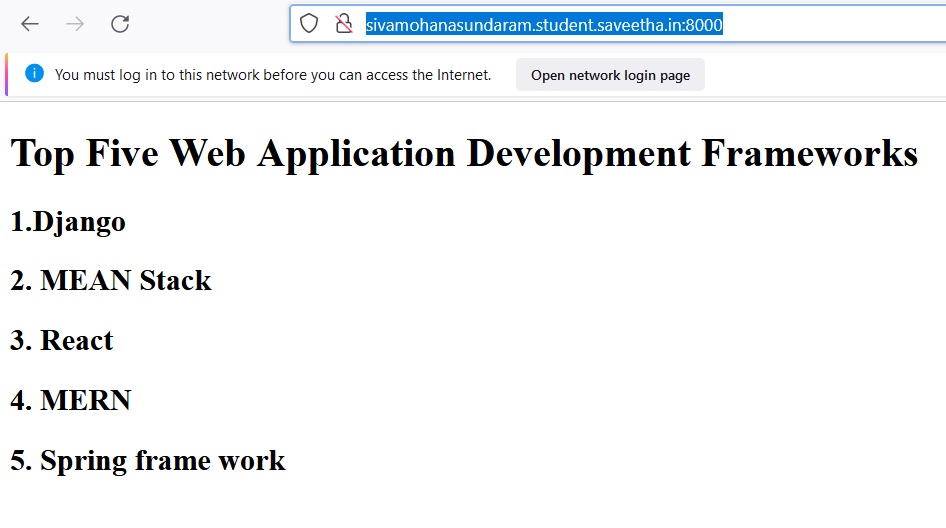 sivamohanasundaram.student.saveetha.in:8000
You must log in to this network before you can access the Internet. Open network login page
Top Five Web Application Development Frameworks
1.Django
2. MEAN Stack
3. React
4. MERN
5. Spring frame work